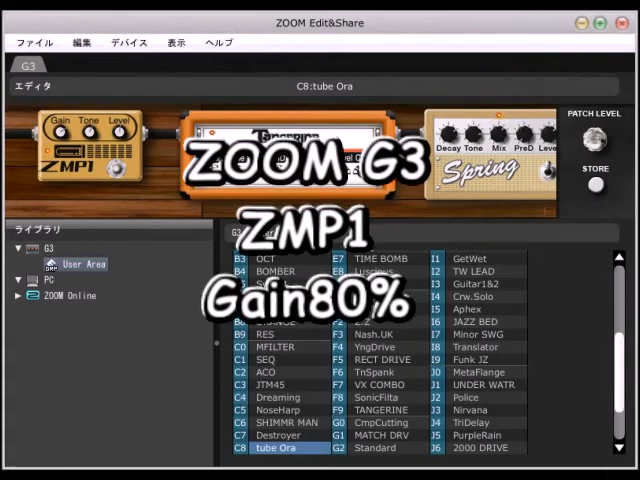 ZOOM Edit&Share
ファイル 編集 デバイス 表示 ヘルプ
G3
エディタ
C8:tube Ora
Gain Tone Level
ZMP1
Decay Tone Mix PreD Level
Spring
PATCH LEVEL
STORE
ZOOM G3
ZMP1
Gain80%
ライブラリ
G3
User Area
PC
ZOOM Online
B3 OCT E7 TIME BOMB I1 GetWet
B4 BOMBER E8 Luscious I2 TW LEAD
I3 Guitar1&2
I4 Crw.Solo
I5 Aphex
I6 JAZZ BED
B9 RES F3 Nash.UK I7 Minor SWG
C0 MFILTER F4 YngDrive I8 Translator
C1 SEQ F5 RECT DRIVE I9 Funk JZ
C2 ACO F6 TnSpank J0 MetaFlange
C3 JTM45 F7 VX COMBO J1 UNDER WATR
C4 Dreaming F8 SonicFilta J2 Police
C5 NoseHarp F9 TANGERINE J3 Nirvana
C6 SHIMMR MAN G0 CmpCutting J4 TriDelay
C7 Destroyer G1 MATCH DRV J5 PurpleRain
C8 tube Ora G2 Standard J6 2000 DRIVE